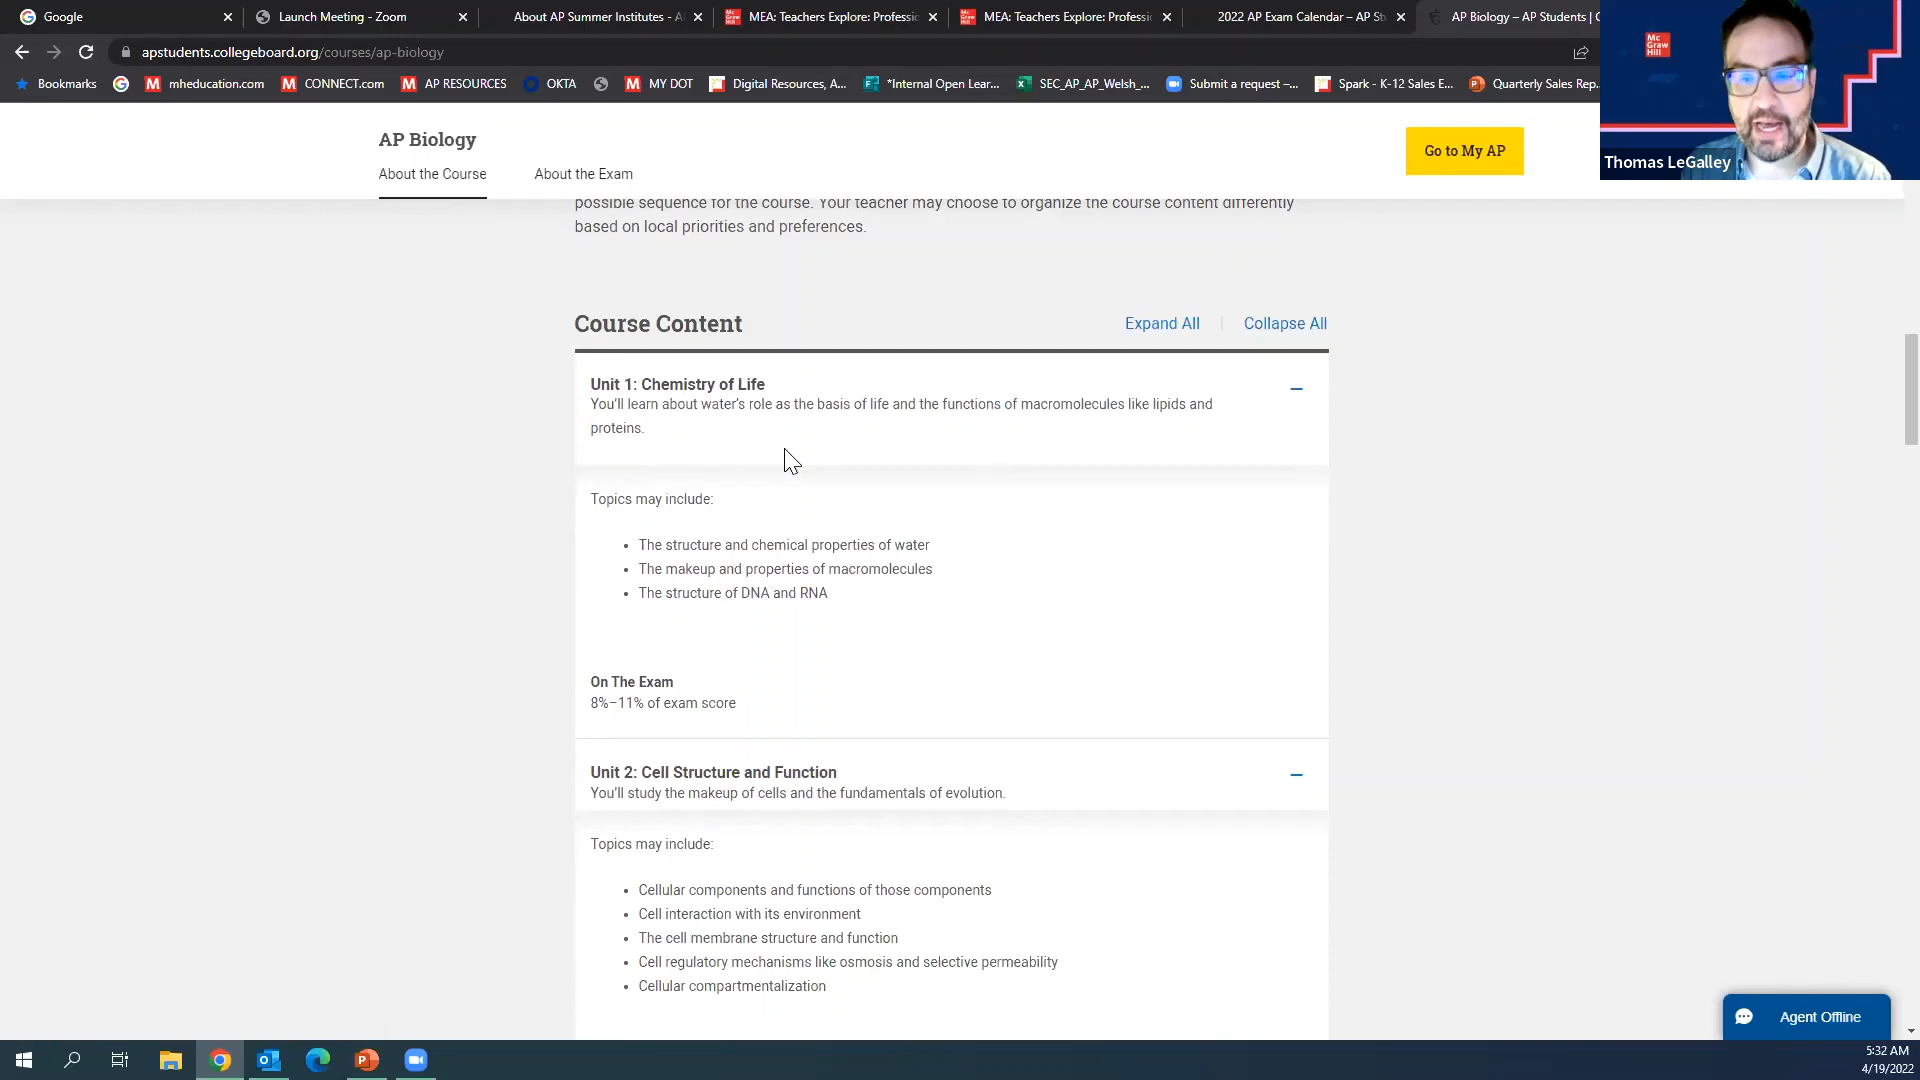 Google
Launch Meeting - Zoom
About AP Summer Institutes - A
MEA: Teachers Explore: Professic
MEA: Teachers Explore: Professi
2022 AP Exam Calendar – AP St
AP Biology – AP Students | C
apstudents.collegeboard.org/courses/ap-biology
Bookmarks
mheducation.com
CONNECT.com
AP RESOURCES
OKTA
MY DOT
Digital Resources, A...
*Internal Open Lear...
SEC_AP_AP_Welsh_...
Submit a request –...
Spark - K-12 Sales E...
Quarterly Sales Rep...
Mc
Graw
Hill
Thomas LeGalley
AP Biology
About the Course
About the Exam
Go to My AP
possible sequence for the course. Your teacher may choose to organize the course content differently
based on local priorities and preferences.
Course Content
Expand All
Collapse All
Unit 1: Chemistry of Life
You’ll learn about water’s role as the basis of life and the functions of macromolecules like lipids and
proteins.
Topics may include:
• The structure and chemical properties of water
• The makeup and properties of macromolecules
• The structure of DNA and RNA
On The Exam
8%–11% of exam score
Unit 2: Cell Structure and Function
You’ll study the makeup of cells and the fundamentals of evolution.
Topics may include:
• Cellular components and functions of those components
• Cell interaction with its environment
• The cell membrane structure and function
• Cell regulatory mechanisms like osmosis and selective permeability
• Cellular compartmentalization
Agent Offline
5:32 AM
4/19/2022